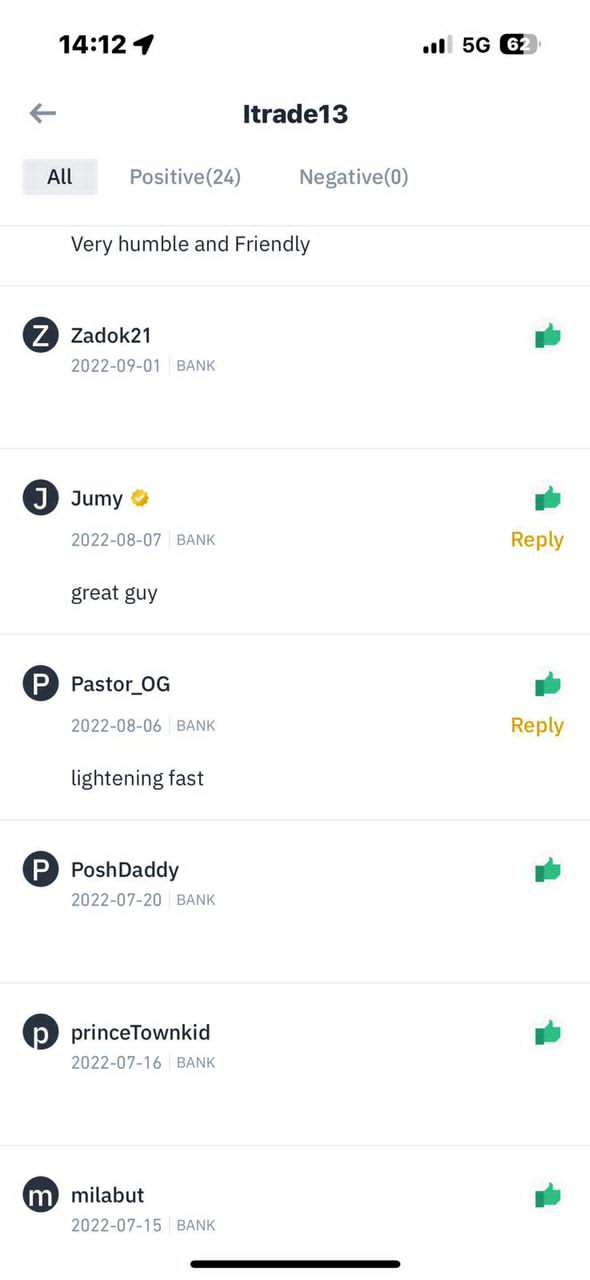 14:12 5G 62
Itrade13
All Positive(24) Negative(0)
Very humble and Friendly
Z Zadok21
2022-09-01 BANK
J Jumy
2022-08-07 BANK Reply
great guy
P Pastor_OG
2022-08-06 BANK Reply
lightening fast
P PoshDaddy
2022-07-20 BANK
p princeTownkid
2022-07-16 BANK
m milabut
2022-07-15 BANK